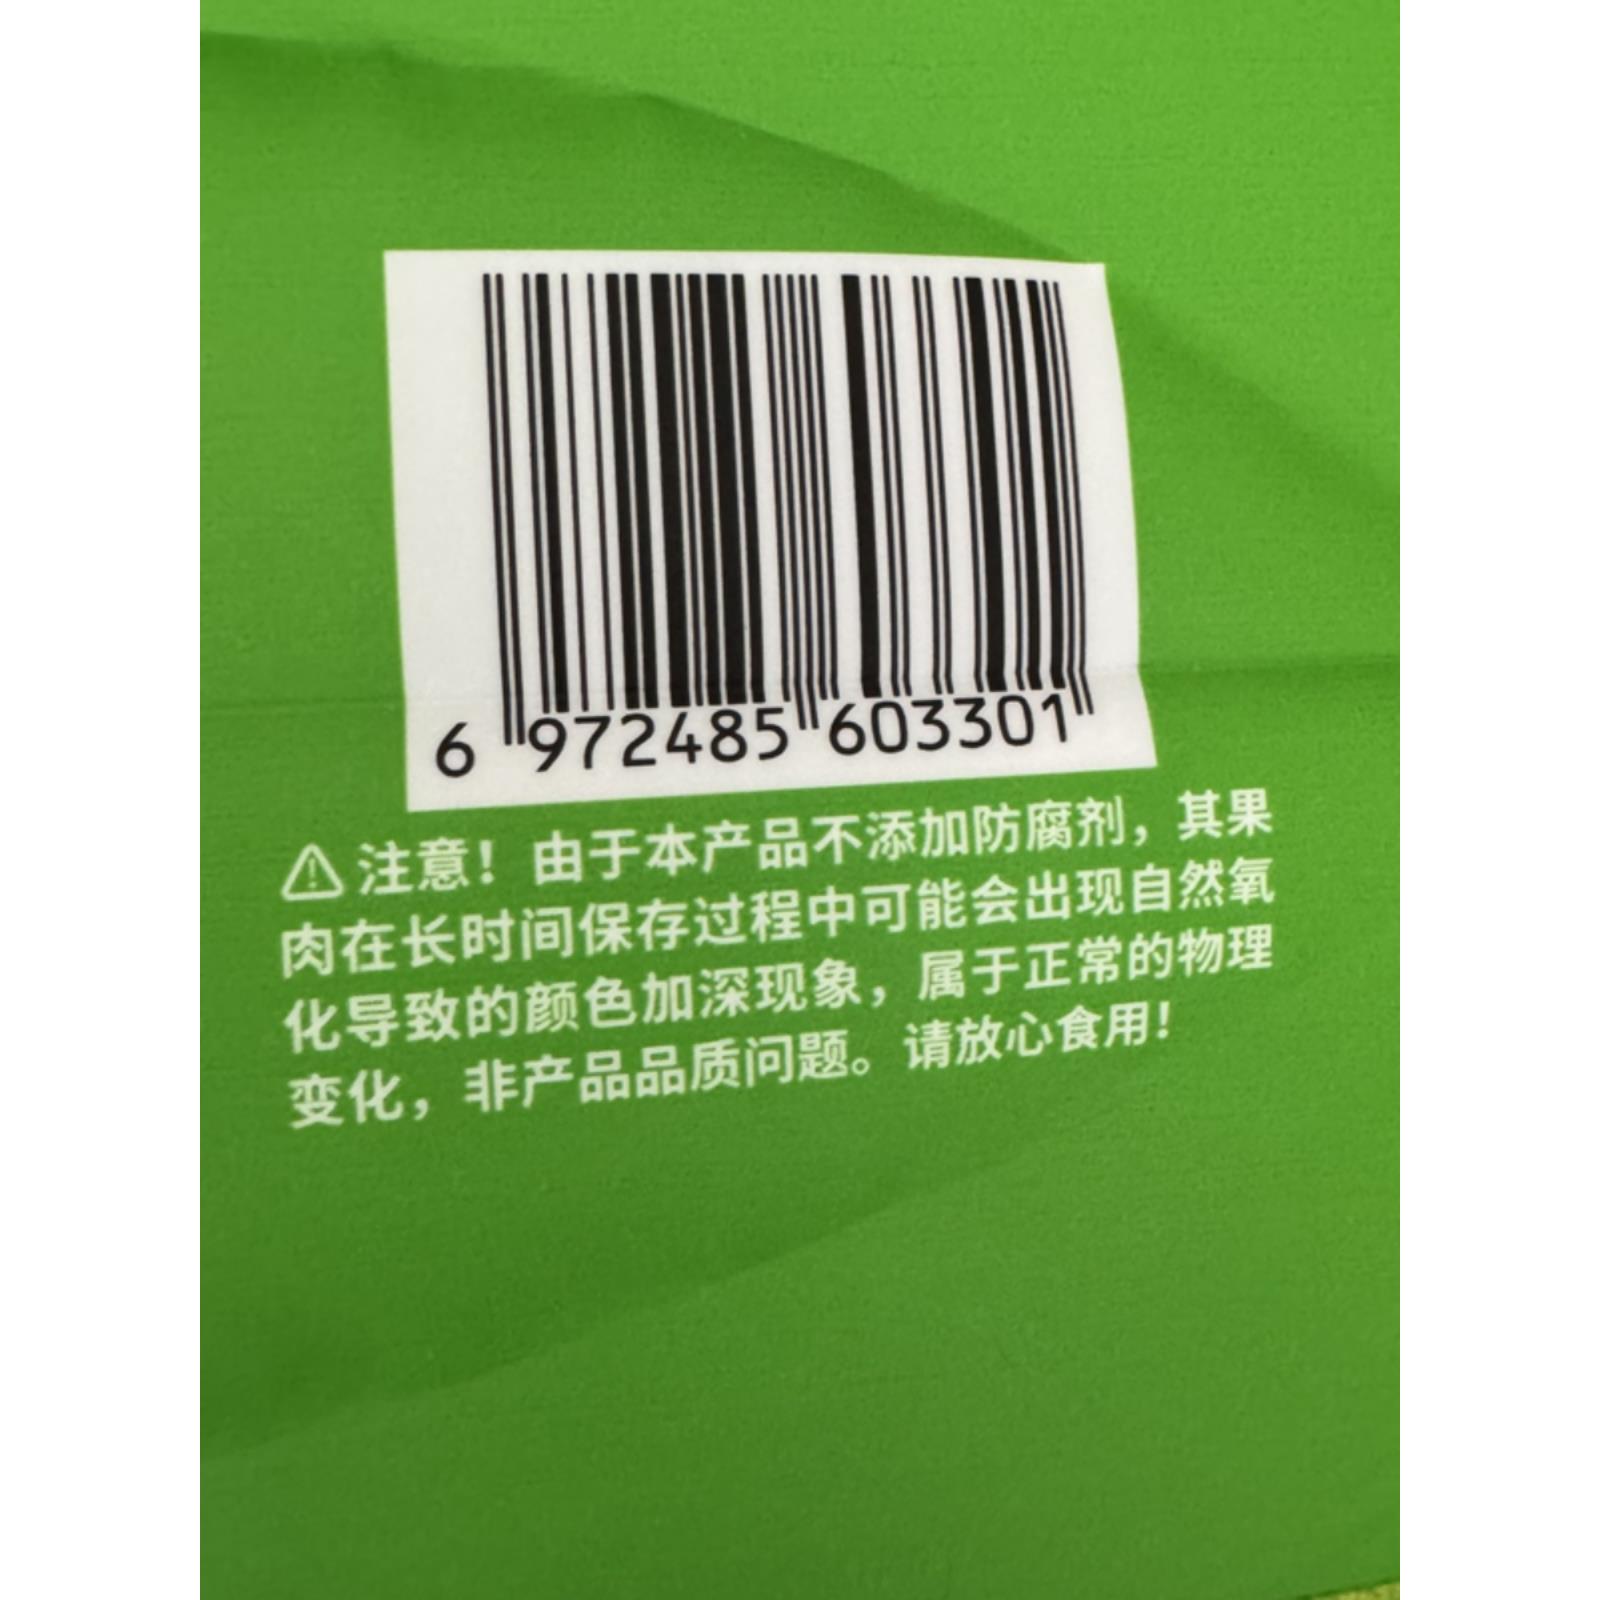 6 972485 603301
⚠注意！由于本产品不添加防腐剂，其果
肉在长时间保存过程中可能会出现自然氧
化导致的颜色加深现象，属于正常的物理
变化，非产品品质问题。请放心食用！